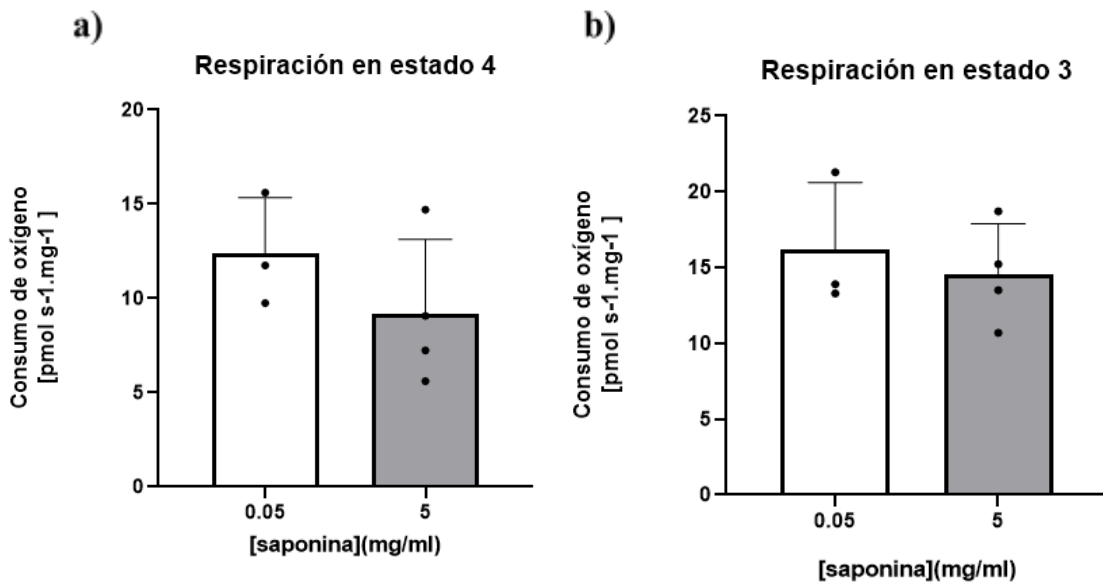 a)
Respiración en estado 4
Consumo de oxígeno
[pmol s-1.mg-1 ]
20
15
10
5
0
0.05
5
[saponina](mg/ml)
b)
Respiración en estado 3
Consumo de oxígeno
[pmol s-1.mg-1 ]
25
20
15
10
5
0
0.05
5
[saponina](mg/ml)